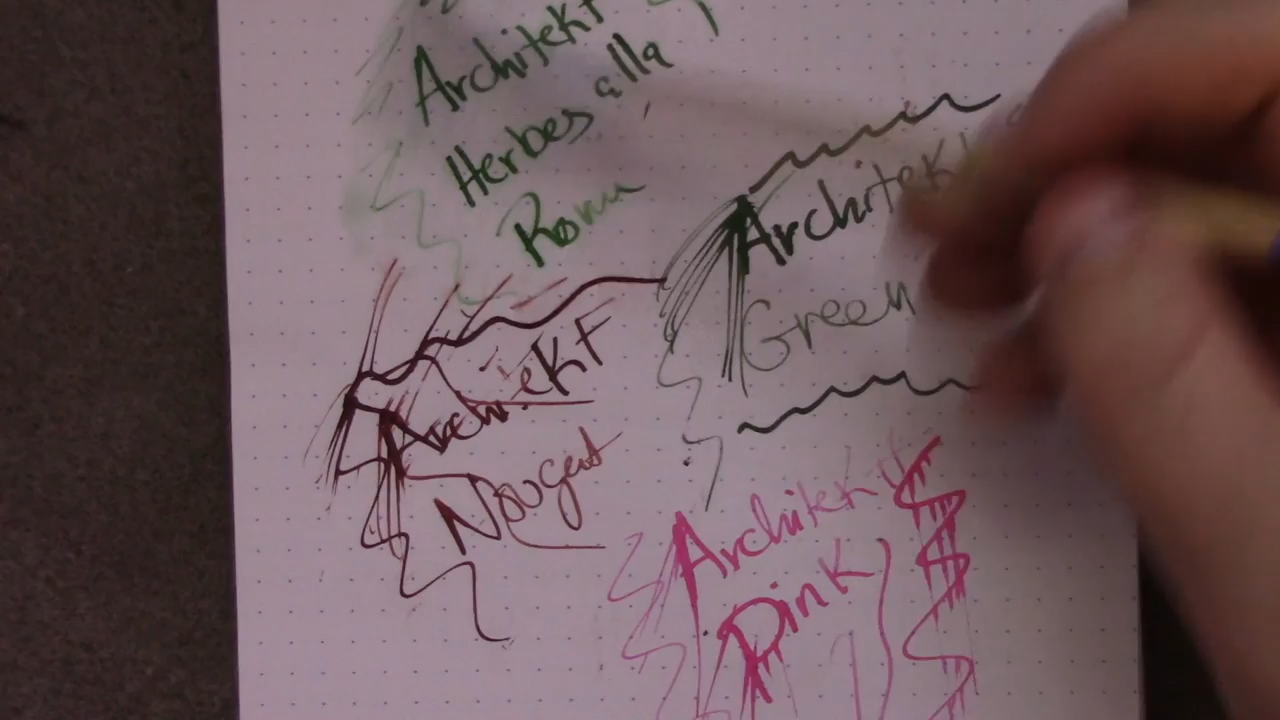 Architekt
Herbes alla
Roma
Architekt
Green
Architekt
Nougat
Architekt
Pink